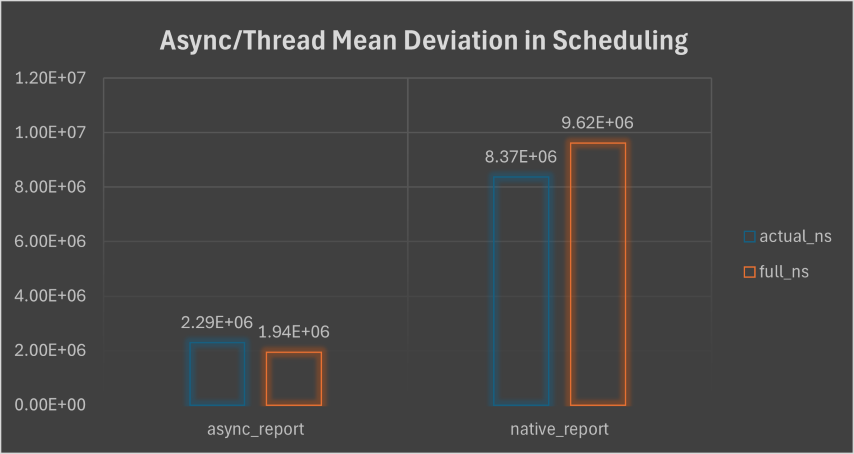 Async/Thread Mean Deviation in Scheduling
1.20E+07
1.00E+07
8.00E+06
6.00E+06
4.00E+06
2.00E+06
0.00E+00
2.29E+06
1.94E+06
8.37E+06
9.62E+06
async_report
native_report
actual_ns
full_ns